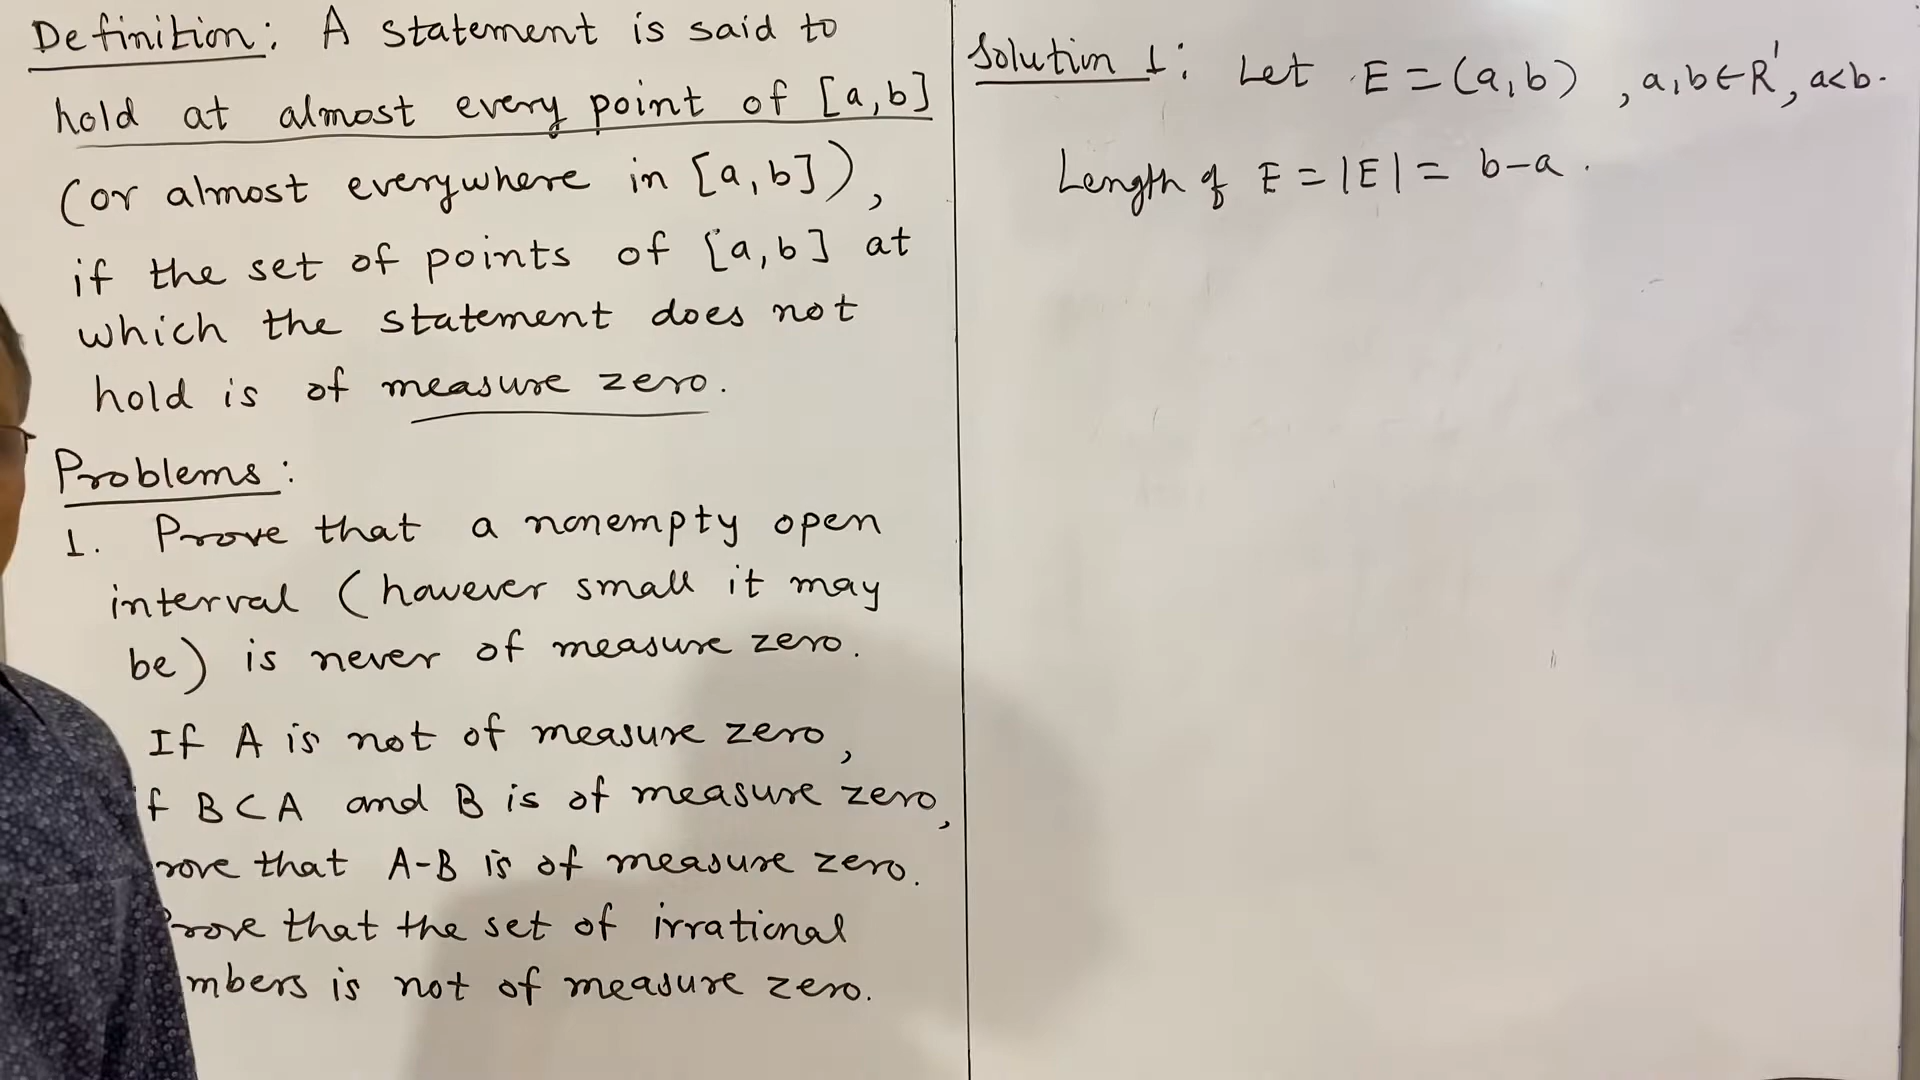 Definition: A statement is said to
hold at almost every point of [a,b]
(or almost everywhere in [a,b]),
if the set of points of [a,b] at
which the statement does not
hold is of measure zero.
Problems:
1. Prove that a nonempty open
interval (however small it may
be) is never of measure zero.
If A is not of measure zero,
f B⊂A and B is of measure zero,
rove that A-B is of measure zero.
rove that the set of irrational
mbers is not of measure zero.
Solution 1: Let E = (a,b), a,b∈R', a<b.
Length of E = |E| = b-a.